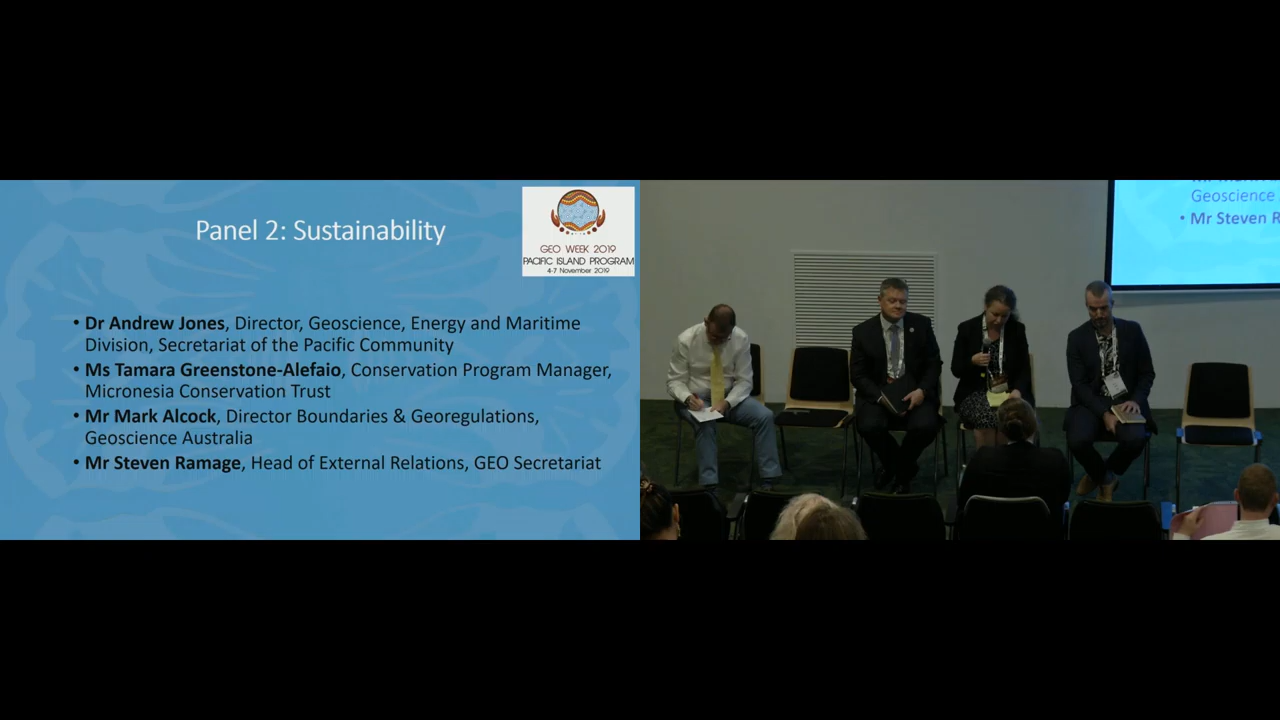 Panel 2: Sustainability
GEO WEEK 2019
PACIFIC ISLAND PROGRAM
4-7 November 2019
• Dr Andrew Jones, Director, Geoscience, Energy and Maritime
Division, Secretariat of the Pacific Community
• Ms Tamara Greenstone-Alefaio, Conservation Program Manager,
Micronesia Conservation Trust
• Mr Mark Alcock, Director Boundaries & Georegulations,
Geoscience Australia
• Mr Steven Ramage, Head of External Relations, GEO Secretariat
Geoscience
• Mr Steven R